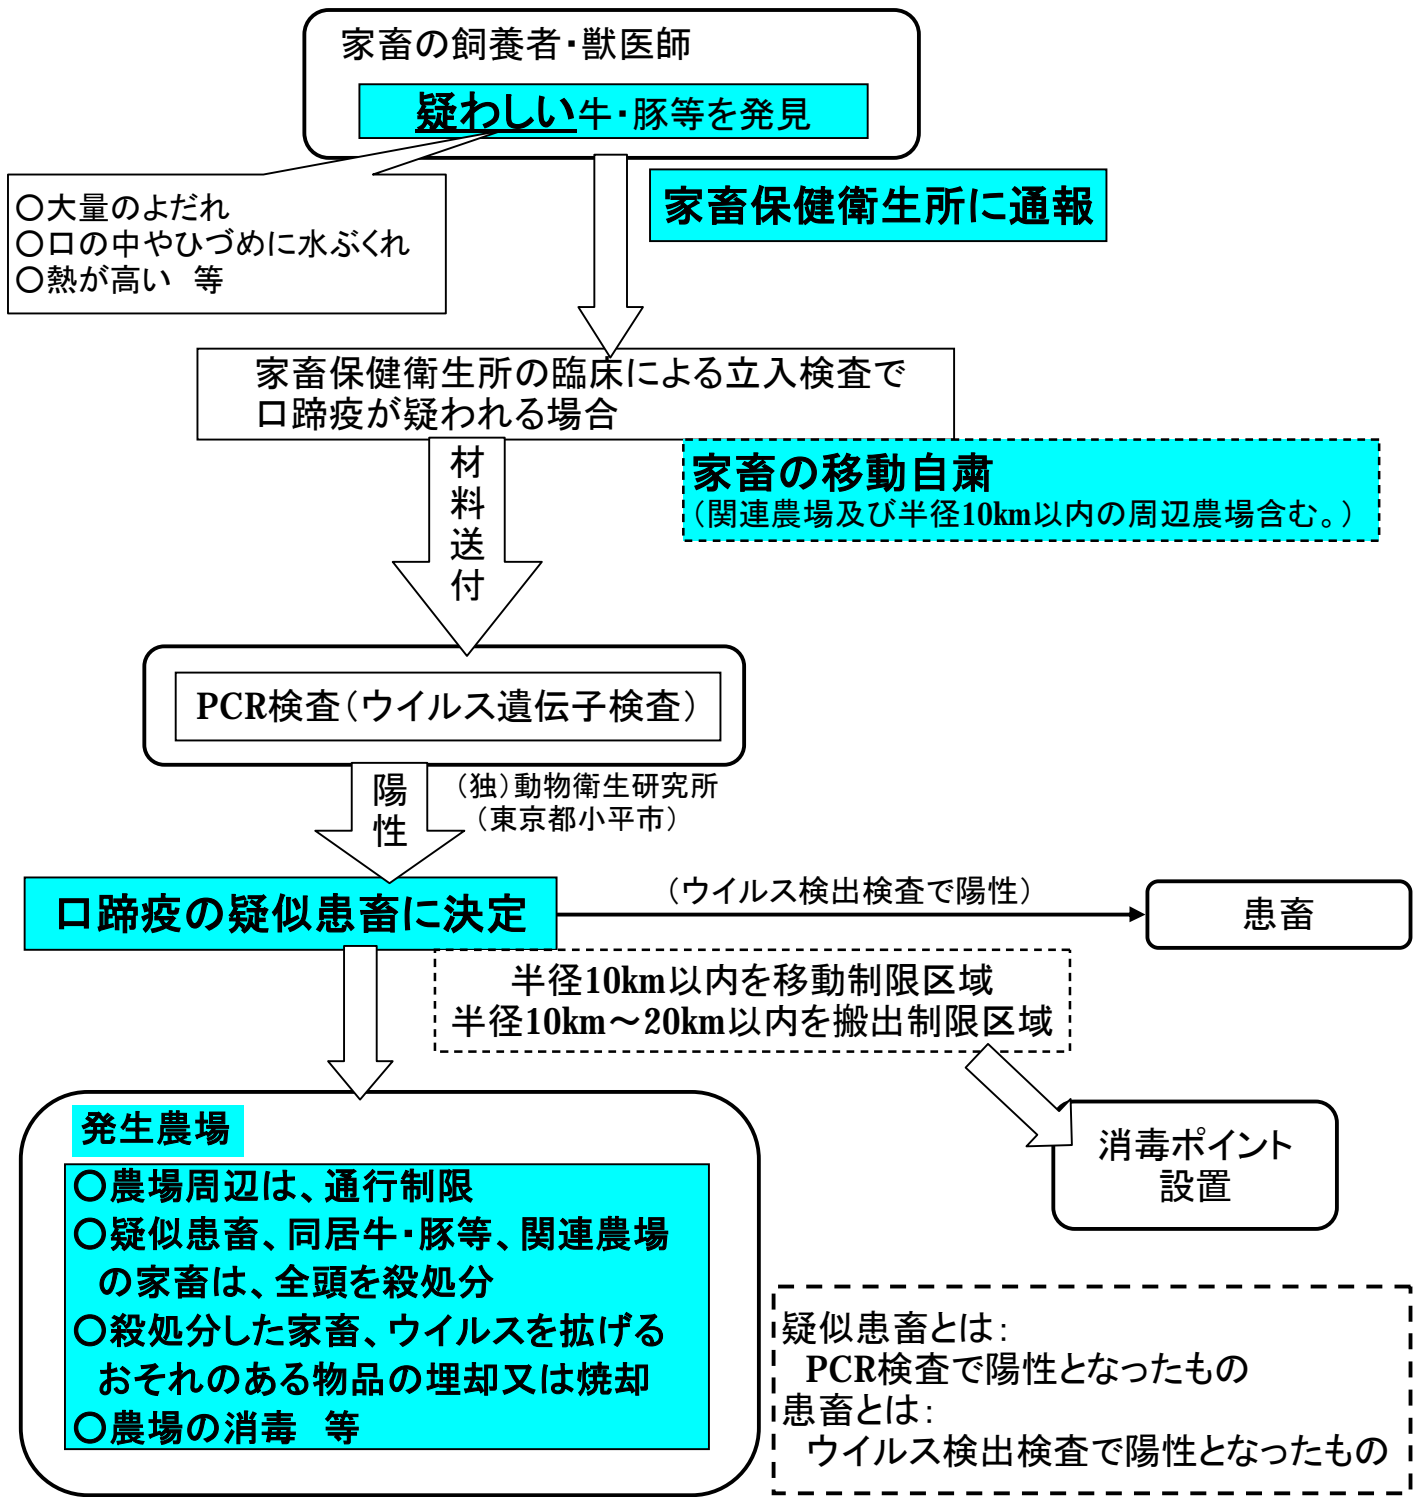 家畜の飼養者・獣医師
疑わしい牛・豚等を発見
家畜保健衛生所に通報
○大量のよだれ
○口の中やひづめに水ぶくれ
○熱が高い 等
家畜保健衛生所の臨床による立入検査で
口蹄疫が疑われる場合
材料送付
家畜の移動自粛
（関連農場及び半径10km以内の周辺農場含む。）
PCR検査（ウイルス遺伝子検査）
陽性
（独）動物衛生研究所
（東京都小平市）
口蹄疫の疑似患畜に決定
（ウイルス検出検査で陽性）
患畜
半径10km以内を移動制限区域
半径10km～20km以内を搬出制限区域
消毒ポイント
設置
発生農場
○農場周辺は、通行制限
○疑似患畜、同居牛・豚等、関連農場
の家畜は、全頭を殺処分
○殺処分した家畜、ウイルスを拡げる
おそれのある物品の埋却又は焼却
○農場の消毒 等
疑似患畜とは：
PCR検査で陽性となったもの
患畜とは：
ウイルス検出検査で陽性となったもの